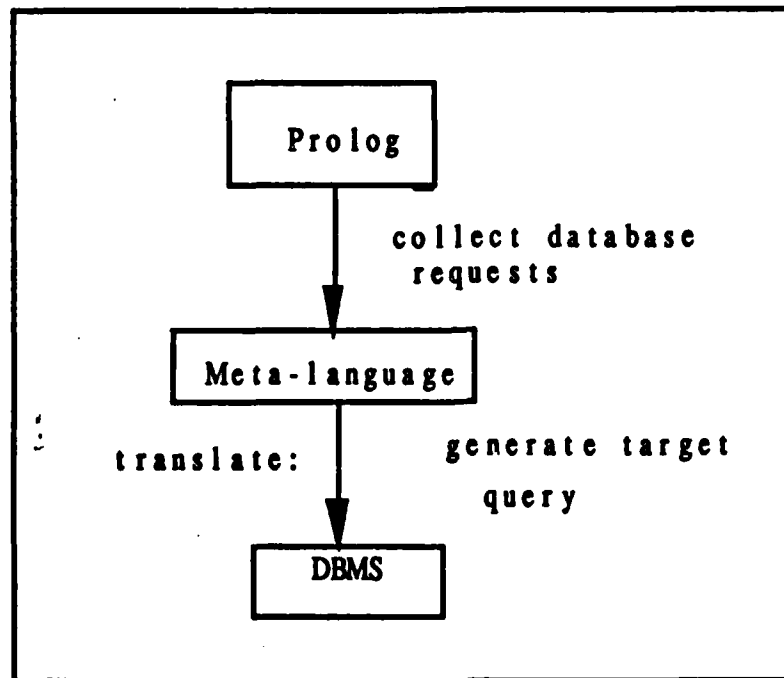 Prolog
collect database
requests
Meta-language
translate:
generate target
query
DBMS